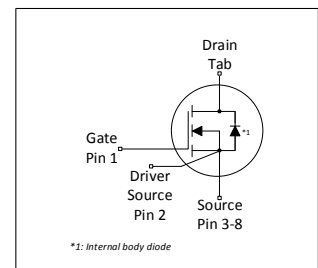 Drain
Tab
*1
Gate
Pin 1
Driver
Source
Pin 2
Source
Pin 3-8
*1: Internal body diode